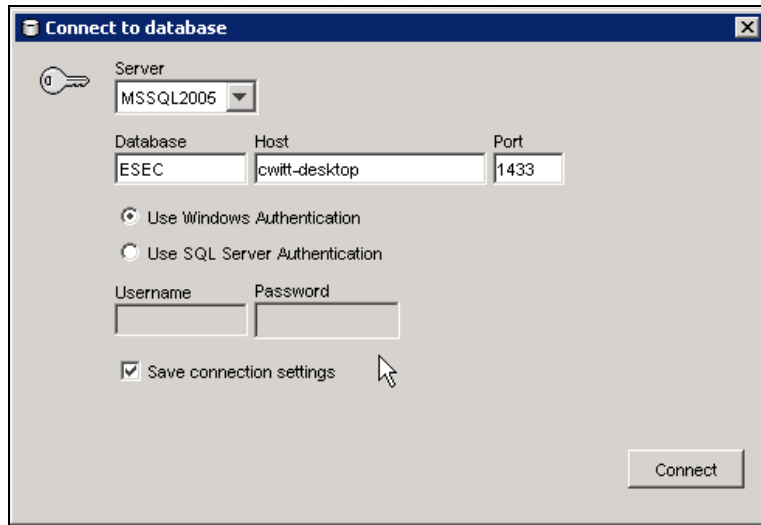 Connect to database
Server
MSSQL2005
Database Host Port
ESEC cwitt-desktop 1433
Use Windows Authentication
Use SQL Server Authentication
Username Password
Save connection settings
Connect